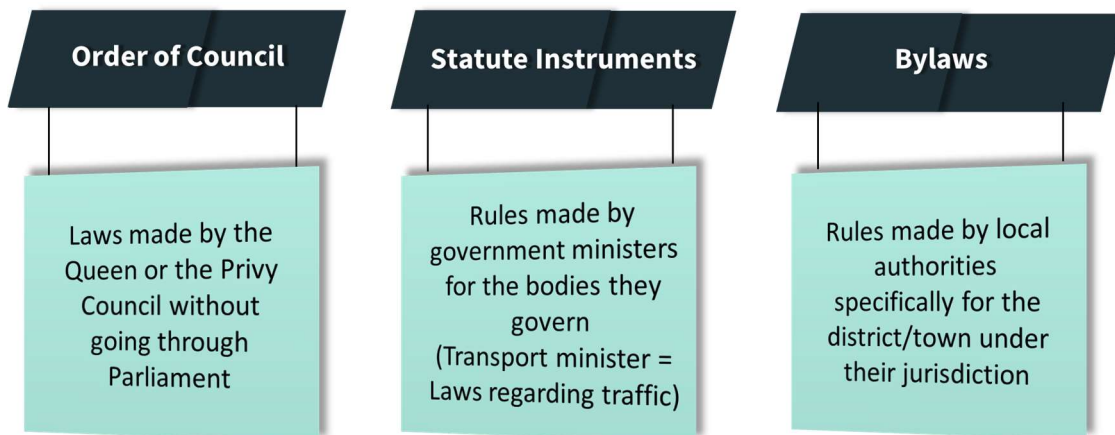 Order of Council
Laws made by the
Queen or the Privy
Council without
going through
Parliament
Statute Instruments
Rules made by
government ministers
for the bodies they
govern
(Transport minister =
Laws regarding traffic)
Bylaws
Rules made by local
authorities
specifically for the
district/town under
their jurisdiction